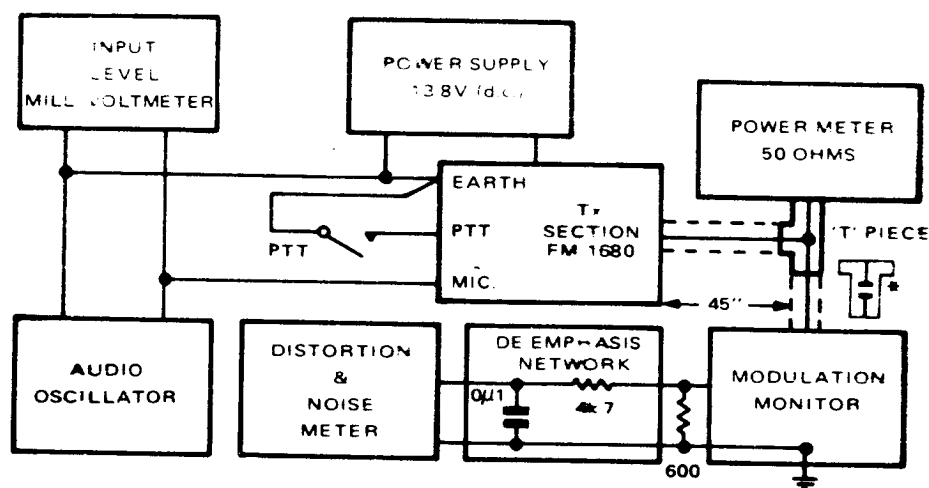 INPUT
LEVEL
VOLTMETER
POWER SUPPLY
13.8V (d.c.)
POWER METER
50 OHMS
EARTH
Tx
SECTION
FM 1680
PTT
PTT
MIC.
'T' PIECE
*
45"
AUDIO
OSCILLATOR
DISTORTION
&
NOISE
METER
DE EMPHASIS
NETWORK
0μ1
4k7
600
MODULATION
MONITOR